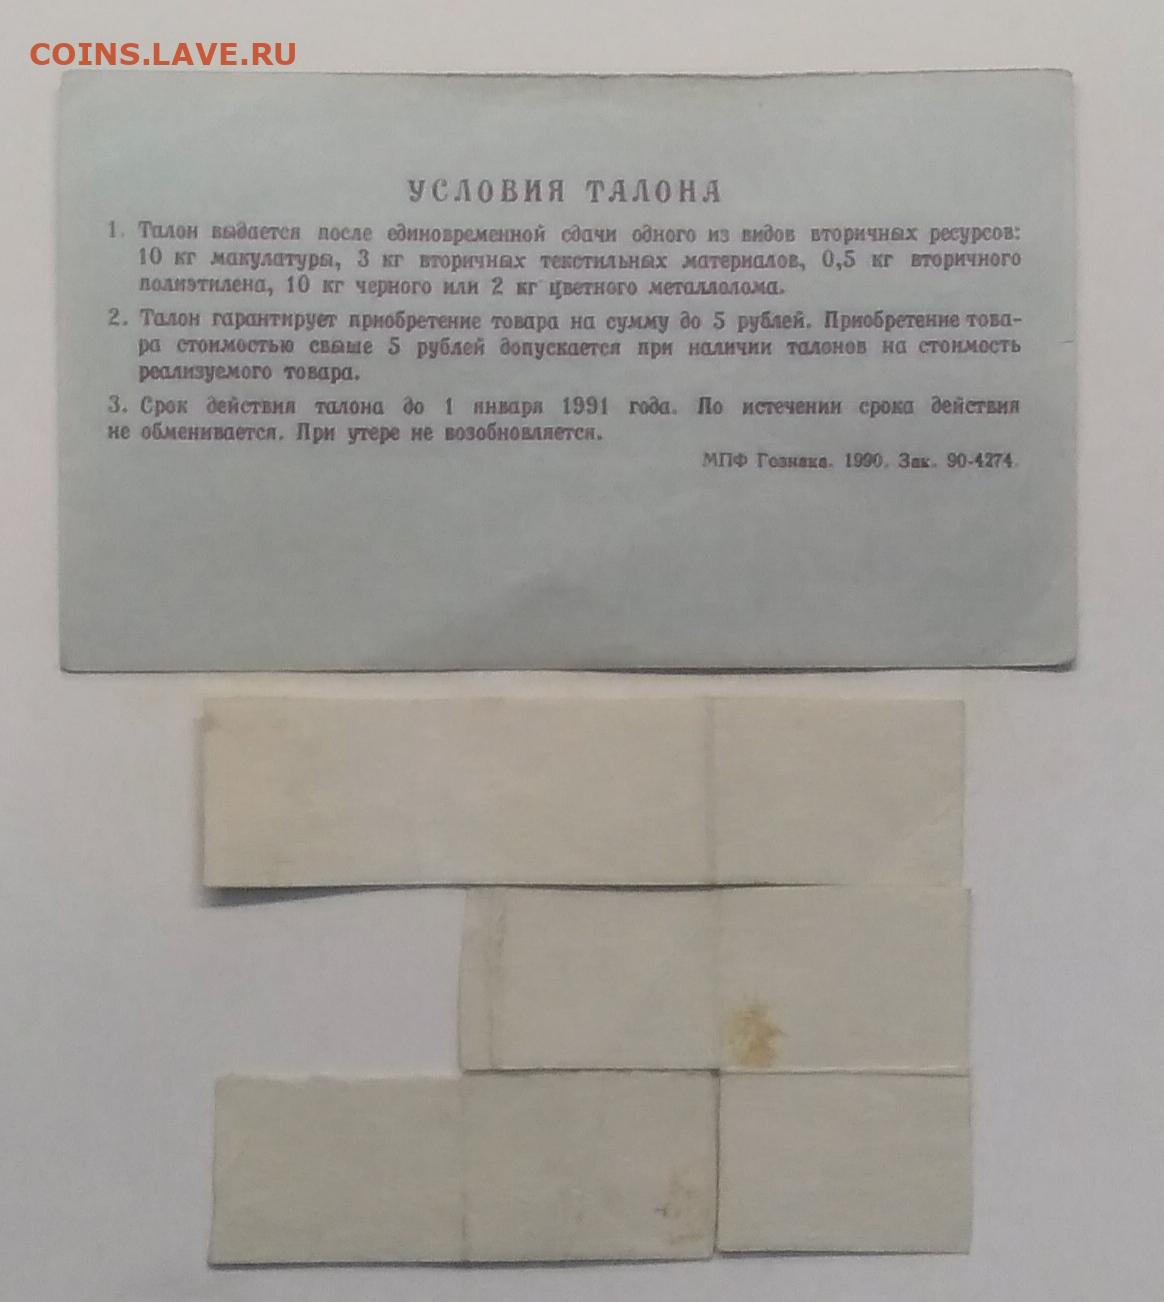 COINS.LAVE.RU
УСЛОВИЯ ТАЛОНА
1. Талон выдается после единовременной сдачи одного из видов вторичных ресурсов:
10 кг макулатуры, 3 кг вторичных текстильных материалов, 0,5 кг вторичного
полиэтилена, 10 кг черного или 2 кг цветного металлолома.
2. Талон гарантирует приобретение товара на сумму до 5 рублей. Приобретение това-
ра стоимостью свыше 5 рублей допускается при наличии талонов на стоимость
реализуемого товара.
3. Срок действия талона до 1 января 1991 года. По истечении срока действия
не обменивается. При утере не возобновляется.
МПФ Гознака. 1990. Зак. 90-4274.